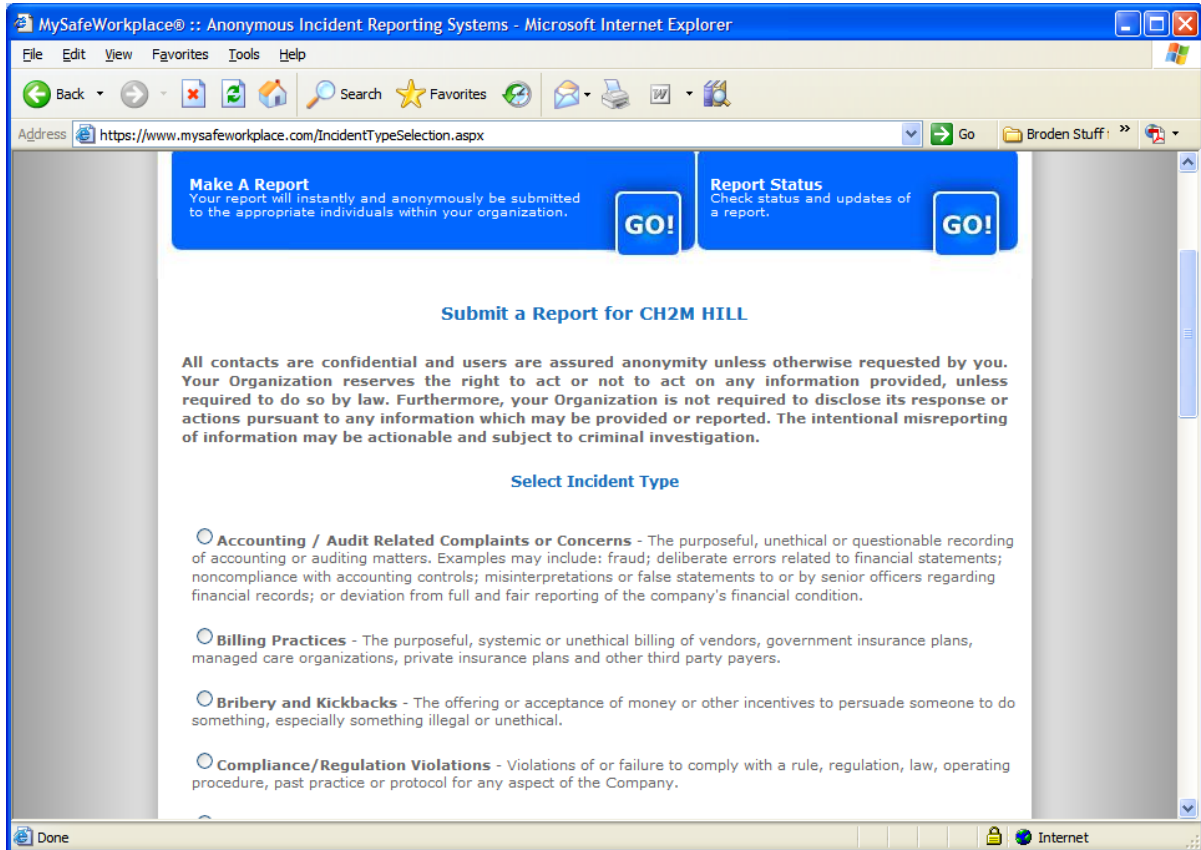 MySafeWorkplace® :: Anonymous Incident Reporting Systems - Microsoft Internet Explorer
File Edit View Favorites Tools Help
Back Search Favorites
Address https://www.mysafeworkplace.com/IncidentTypeSelection.aspx Go Broden Stuff »
Make A Report
Your report will instantly and anonymously be submitted
to the appropriate individuals within your organization.
GO!
Report Status
Check status and updates of
a report.
GO!
Submit a Report for CH2M HILL
All contacts are confidential and users are assured anonymity unless otherwise requested by you.
Your Organization reserves the right to act or not to act on any information provided, unless
required to do so by law. Furthermore, your Organization is not required to disclose its response or
actions pursuant to any information which may be provided or reported. The intentional misreporting
of information may be actionable and subject to criminal investigation.
Select Incident Type
Accounting / Audit Related Complaints or Concerns - The purposeful, unethical or questionable recording
of accounting or auditing matters. Examples may include: fraud; deliberate errors related to financial statements;
noncompliance with accounting controls; misinterpretations or false statements to or by senior officers regarding
financial records; or deviation from full and fair reporting of the company's financial condition.
Billing Practices - The purposeful, systemic or unethical billing of vendors, government insurance plans,
managed care organizations, private insurance plans and other third party payers.
Bribery and Kickbacks - The offering or acceptance of money or other incentives to persuade someone to do
something, especially something illegal or unethical.
Compliance/Regulation Violations - Violations of or failure to comply with a rule, regulation, law, operating
procedure, past practice or protocol for any aspect of the Company.
Done Internet